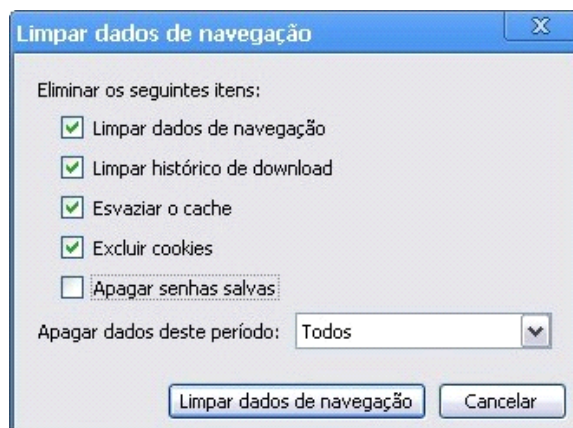 Limpar dados de navegação
Eliminar os seguintes itens:
Limpar dados de navegação
Limpar histórico de download
Esvaziar o cache
Excluir cookies
Apagar senhas salvas
Apagar dados deste período: Todos
Limpar dados de navegação Cancelar